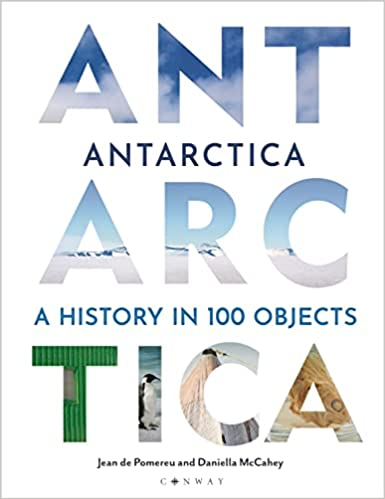 ANT
ANTARCTICA
ARC
A HISTORY IN 100 OBJECTS
TICA
Jean de Pomereu and Daniella McCahey
CONWAY